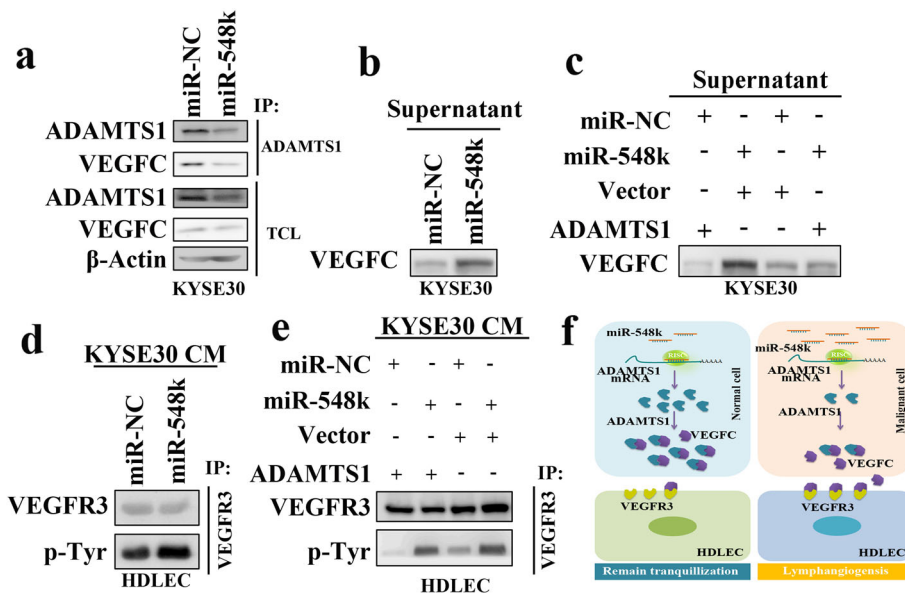 a
miR-NC
miR-548k
IP:
ADAMTS1
VEGFC
ADAMTS1
ADAMTS1
VEGFC
β-Actin
TCL
KYSE30
b
Supernatant
miR-NC
miR-548k
VEGFC
KYSE30
c
Supernatant
miR-NC + - + -
miR-548k - + - +
Vector - + + -
ADAMTS1 + - - +
VEGFC
KYSE30
d
KYSE30 CM
miR-NC
miR-548k
IP:
VEGFR3
p-Tyr
VEGFR3
HDLEC
e
KYSE30 CM
miR-NC + - + -
miR-548k - + - +
Vector - - + +
ADAMTS1 + + - -
IP:
VEGFR3
p-Tyr
VEGFR3
HDLEC
f
miR-548k
RISC
AAAAA
ADAMTS1
mRNA
ADAMTS1
VEGFC
Normal cell
VEGFR3
HDLEC
Remain tranquillization
miR-548k
RISC
AAAAA
ADAMTS1
mRNA
ADAMTS1
VEGFC
Malignant cell
VEGFR3
HDLEC
Lymphangiogensis